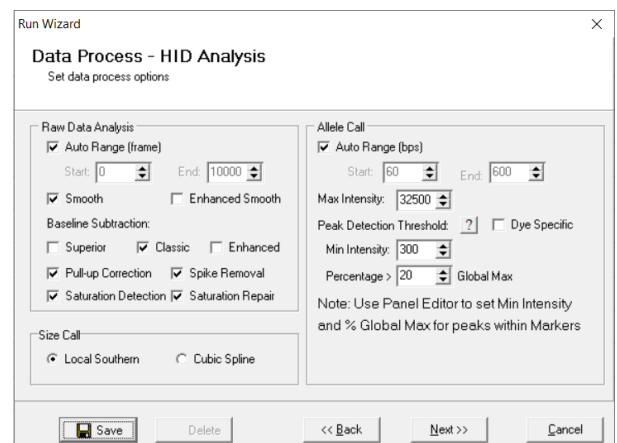 Run Wizard
Data Process - HID Analysis
Set data process options
Raw Data Analysis
Auto Range (frame)
Start: 0 End: 10000
Smooth Enhanced Smooth
Baseline Subtraction:
Superior Classic Enhanced
Pull-up Correction Spike Removal
Saturation Detection Saturation Repair
Size Call
Local Southern Cubic Spline
Allele Call
Auto Range (bps)
Start: 60 End: 600
Max Intensity: 32500
Peak Detection Threshold: ? Dye Specific
Min Intensity: 300
Percentage > 20 Global Max
Note: Use Panel Editor to set Min Intensity
and % Global Max for peaks within Markers
Save Delete << Back Next >> Cancel